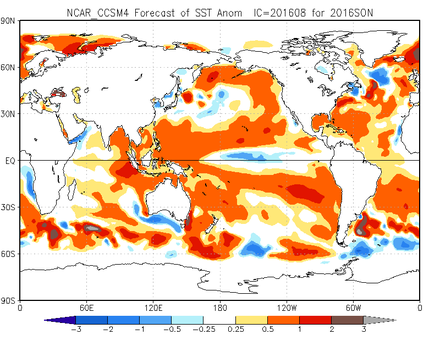 NCAR_CCSM4 Forecast of SST Anom IC=201608 for 2016SON
90N
60N
30N
EQ
30S
60S
90S
0 60E 120E 180 120W 60W 0
-3 -2 -1 -0.5 -0.25 0.25 0.5 1 2 3